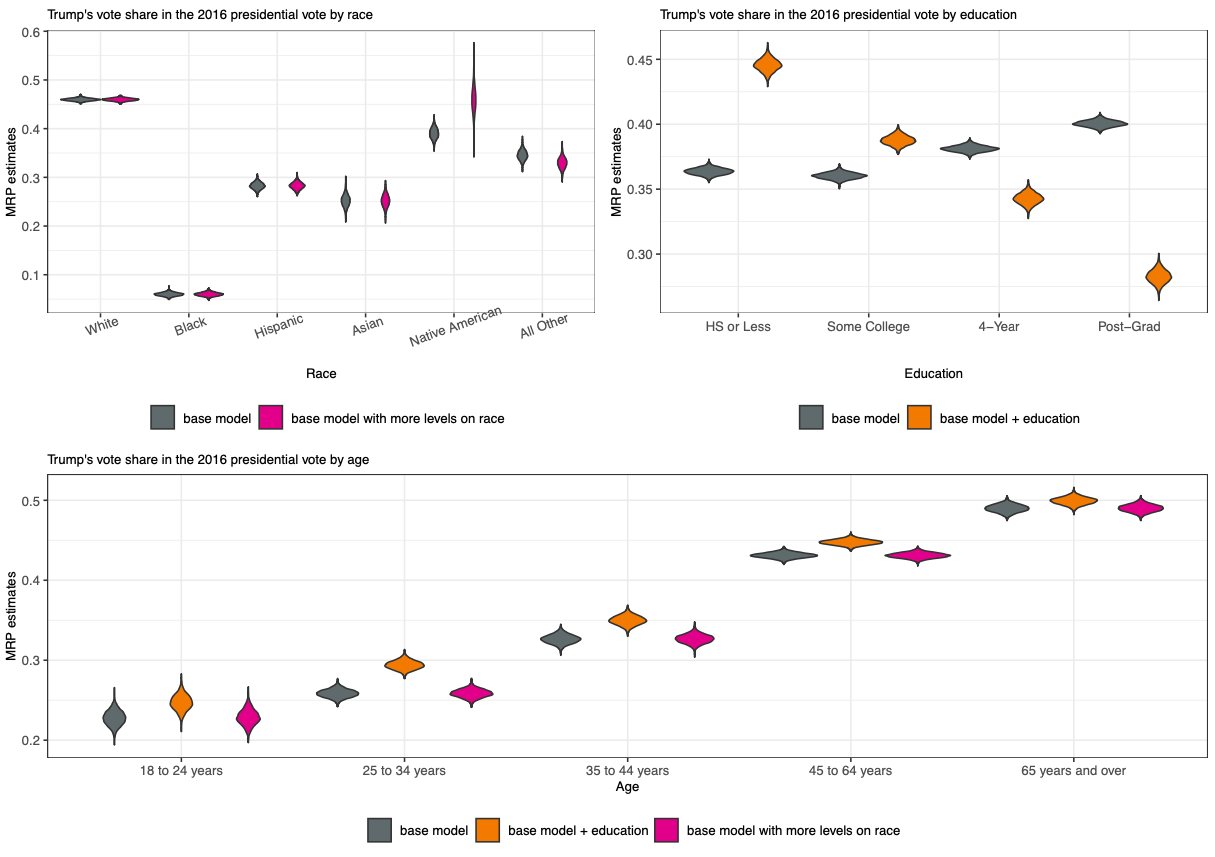 Trump's vote share in the 2016 presidential vote by race
MRP estimates
0.6
0.5
0.4
0.3
0.2
0.1
White
Black
Hispanic
Asian
Native American
All Other
Race
base model
base model with more levels on race
Trump's vote share in the 2016 presidential vote by education
MRP estimates
0.45
0.40
0.35
0.30
HS or Less
Some College
4−Year
Post−Grad
Education
base model
base model + education
Trump's vote share in the 2016 presidential vote by age
MRP estimates
0.5
0.4
0.3
0.2
18 to 24 years
25 to 34 years
35 to 44 years
45 to 64 years
65 years and over
Age
base model
base model + education
base model with more levels on race